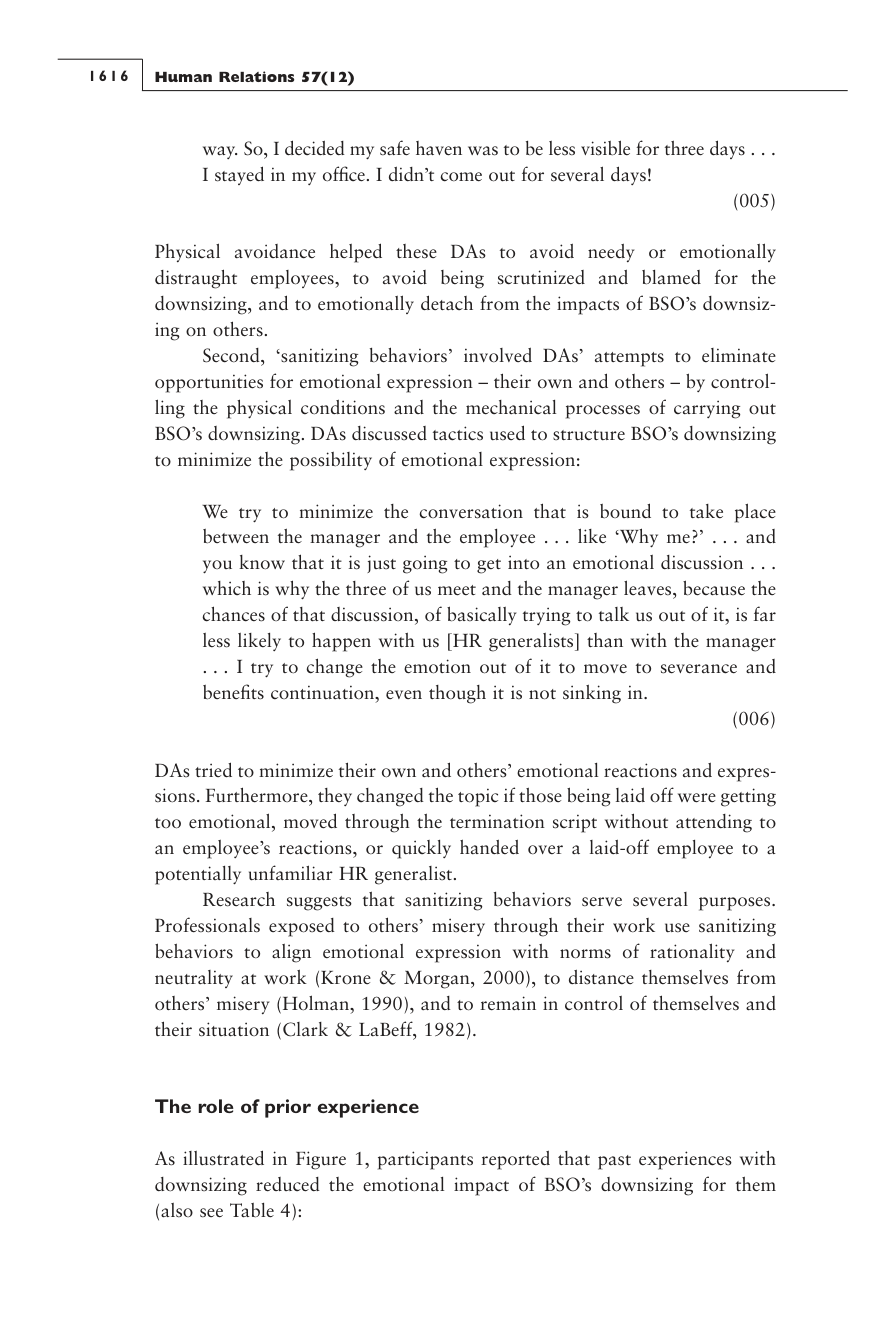 1616 Human Relations 57(12)
way. So, I decided my safe haven was to be less visible for three days . . .
I stayed in my office. I didn’t come out for several days!
(005)
Physical avoidance helped these DAs to avoid needy or emotionally
distraught employees, to avoid being scrutinized and blamed for the
downsizing, and to emotionally detach from the impacts of BSO’s downsiz-
ing on others.
Second, ‘sanitizing behaviors’ involved DAs’ attempts to eliminate
opportunities for emotional expression – their own and others – by control-
ling the physical conditions and the mechanical processes of carrying out
BSO’s downsizing. DAs discussed tactics used to structure BSO’s downsizing
to minimize the possibility of emotional expression:
We try to minimize the conversation that is bound to take place
between the manager and the employee . . . like ‘Why me?’ . . . and
you know that it is just going to get into an emotional discussion . . .
which is why the three of us meet and the manager leaves, because the
chances of that discussion, of basically trying to talk us out of it, is far
less likely to happen with us [HR generalists] than with the manager
. . . I try to change the emotion out of it to move to severance and
benefits continuation, even though it is not sinking in.
(006)
DAs tried to minimize their own and others’ emotional reactions and expres-
sions. Furthermore, they changed the topic if those being laid off were getting
too emotional, moved through the termination script without attending to
an employee’s reactions, or quickly handed over a laid-off employee to a
potentially unfamiliar HR generalist.
Research suggests that sanitizing behaviors serve several purposes.
Professionals exposed to others’ misery through their work use sanitizing
behaviors to align emotional expression with norms of rationality and
neutrality at work (Krone & Morgan, 2000), to distance themselves from
others’ misery (Holman, 1990), and to remain in control of themselves and
their situation (Clark & LaBeff, 1982).
The role of prior experience
As illustrated in Figure 1, participants reported that past experiences with
downsizing reduced the emotional impact of BSO’s downsizing for them
(also see Table 4):